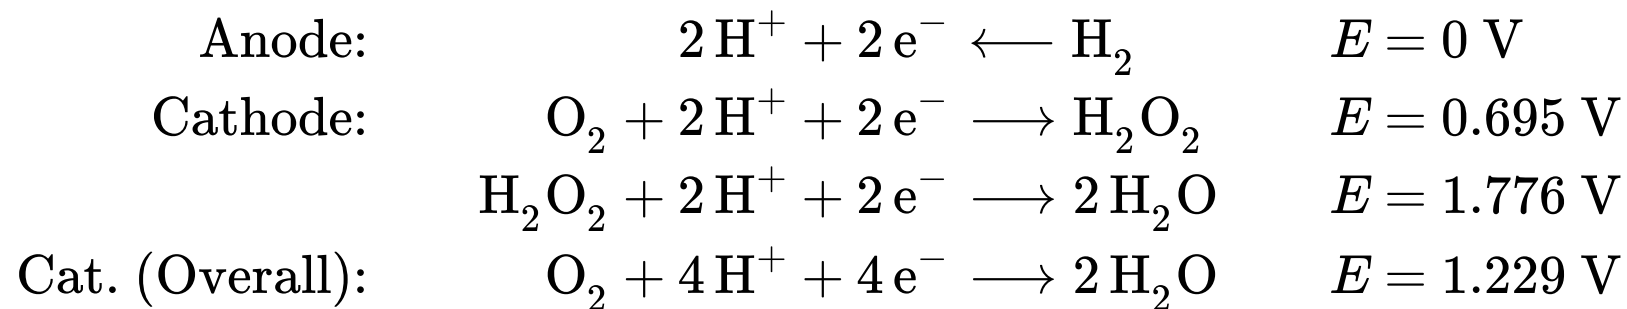 Anode: 2 H⁺ + 2 e⁻ ⟵ H₂ E = 0 V
Cathode: O₂ + 2 H⁺ + 2 e⁻ ⟶ H₂O₂ E = 0.695 V
H₂O₂ + 2 H⁺ + 2 e⁻ ⟶ 2 H₂O E = 1.776 V
Cat. (Overall): O₂ + 4 H⁺ + 4 e⁻ ⟶ 2 H₂O E = 1.229 V